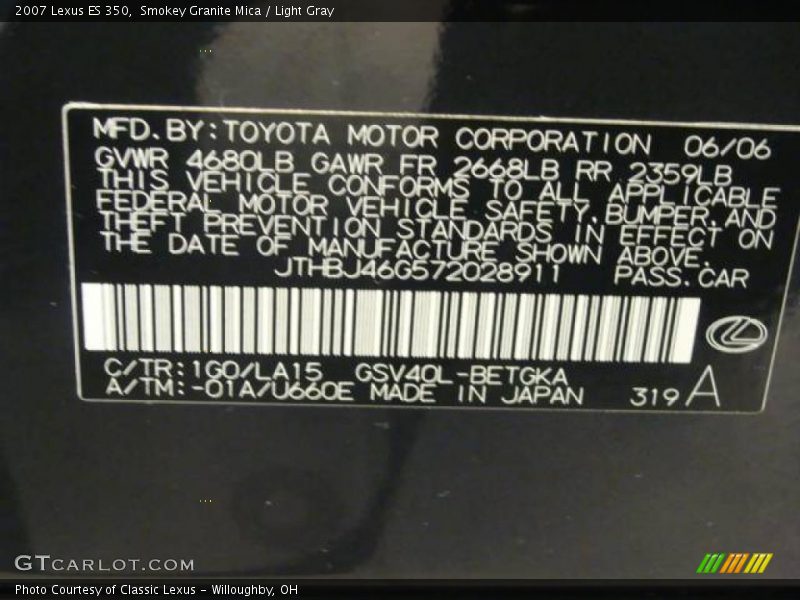 2007 Lexus ES 350,  Smokey Granite Mica / Light Gray
MFD.BY:TOYOTA MOTOR CORPORATION 06/06
GVWR 4680LB GAWR FR 2668LB RR 2359LB
THIS VEHICLE CONFORMS TO ALL APPLICABLE
FEDERAL MOTOR VEHICLE SAFETY,BUMPER,AND
THEFT PREVENTION STANDARDS IN EFFECT ON
THE DATE OF MANUFACTURE SHOWN ABOVE.
JTHBJ46G572028911 PASS.CAR
C/TR:1G0/LA15 GSV40L-BETGKA
A/TM:-01A/U660E MADE IN JAPAN 319 A
GTCARLOT.COM
Photo Courtesy of Classic Lexus - Willoughby, OH